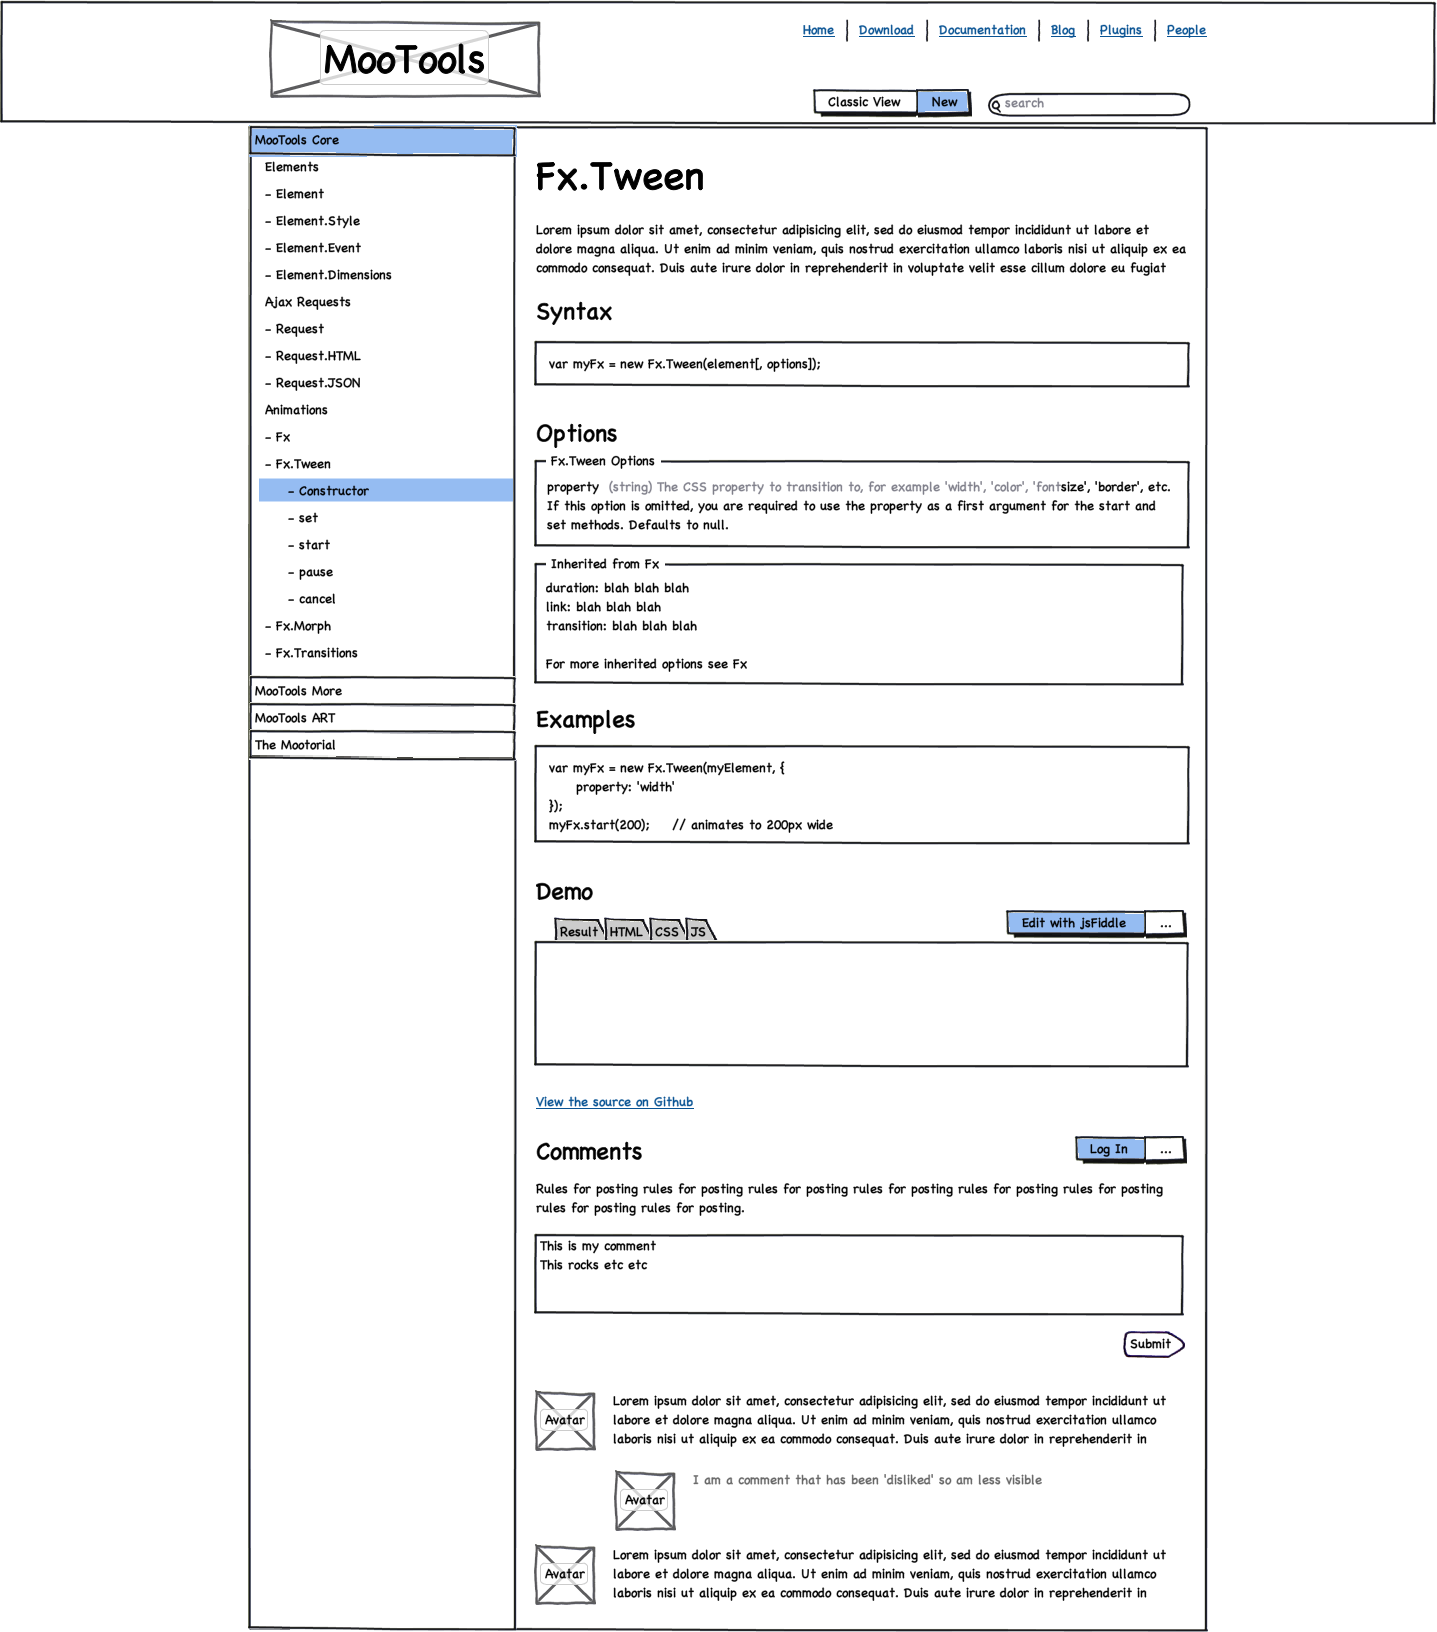 MooTools
Home
Download
Documentation
Blog
Plugins
People
Classic View
New
search
MooTools Core
Elements
- Element
- Element.Style
- Element.Event
- Element.Dimensions
Ajax Requests
- Request
- Request.HTML
- Request.JSON
Animations
- Fx
- Fx.Tween
- Constructor
- set
- start
- pause
- cancel
- Fx.Morph
- Fx.Transitions
MooTools More
MooTools ART
The Mootorial
Fx.Tween
Lorem ipsum dolor sit amet, consectetur adipisicing elit, sed do eiusmod tempor incididunt ut labore et
dolore magna aliqua. Ut enim ad minim veniam, quis nostrud exercitation ullamco laboris nisi ut aliquip ex ea
commodo consequat. Duis aute irure dolor in reprehenderit in voluptate velit esse cillum dolore eu fugiat
Syntax
var myFx = new Fx.Tween(element[, options]);
Options
Fx.Tween Options
property (string) The CSS property to transition to, for example 'width', 'color', 'fontsize', 'border', etc.
If this option is omitted, you are required to use the property as a first argument for the start and
set methods. Defaults to null.
Inherited from Fx
duration: blah blah blah
link: blah blah blah
transition: blah blah blah
For more inherited options see Fx
Examples
var myFx = new Fx.Tween(myElement, {
property: 'width'
});
myFx.start(200); // animates to 200px wide
Demo
Result
HTML
CSS
JS
Edit with jsFiddle
...
View the source on Github
Comments
Log In
...
Rules for posting rules for posting rules for posting rules for posting rules for posting rules for posting
rules for posting rules for posting.
This is my comment
This rocks etc etc
Submit
Avatar
Lorem ipsum dolor sit amet, consectetur adipisicing elit, sed do eiusmod tempor incididunt ut
labore et dolore magna aliqua. Ut enim ad minim veniam, quis nostrud exercitation ullamco
laboris nisi ut aliquip ex ea commodo consequat. Duis aute irure dolor in reprehenderit in
Avatar
I am a comment that has been 'disliked' so am less visible
Avatar
Lorem ipsum dolor sit amet, consectetur adipisicing elit, sed do eiusmod tempor incididunt ut
labore et dolore magna aliqua. Ut enim ad minim veniam, quis nostrud exercitation ullamco
laboris nisi ut aliquip ex ea commodo consequat. Duis aute irure dolor in reprehenderit in